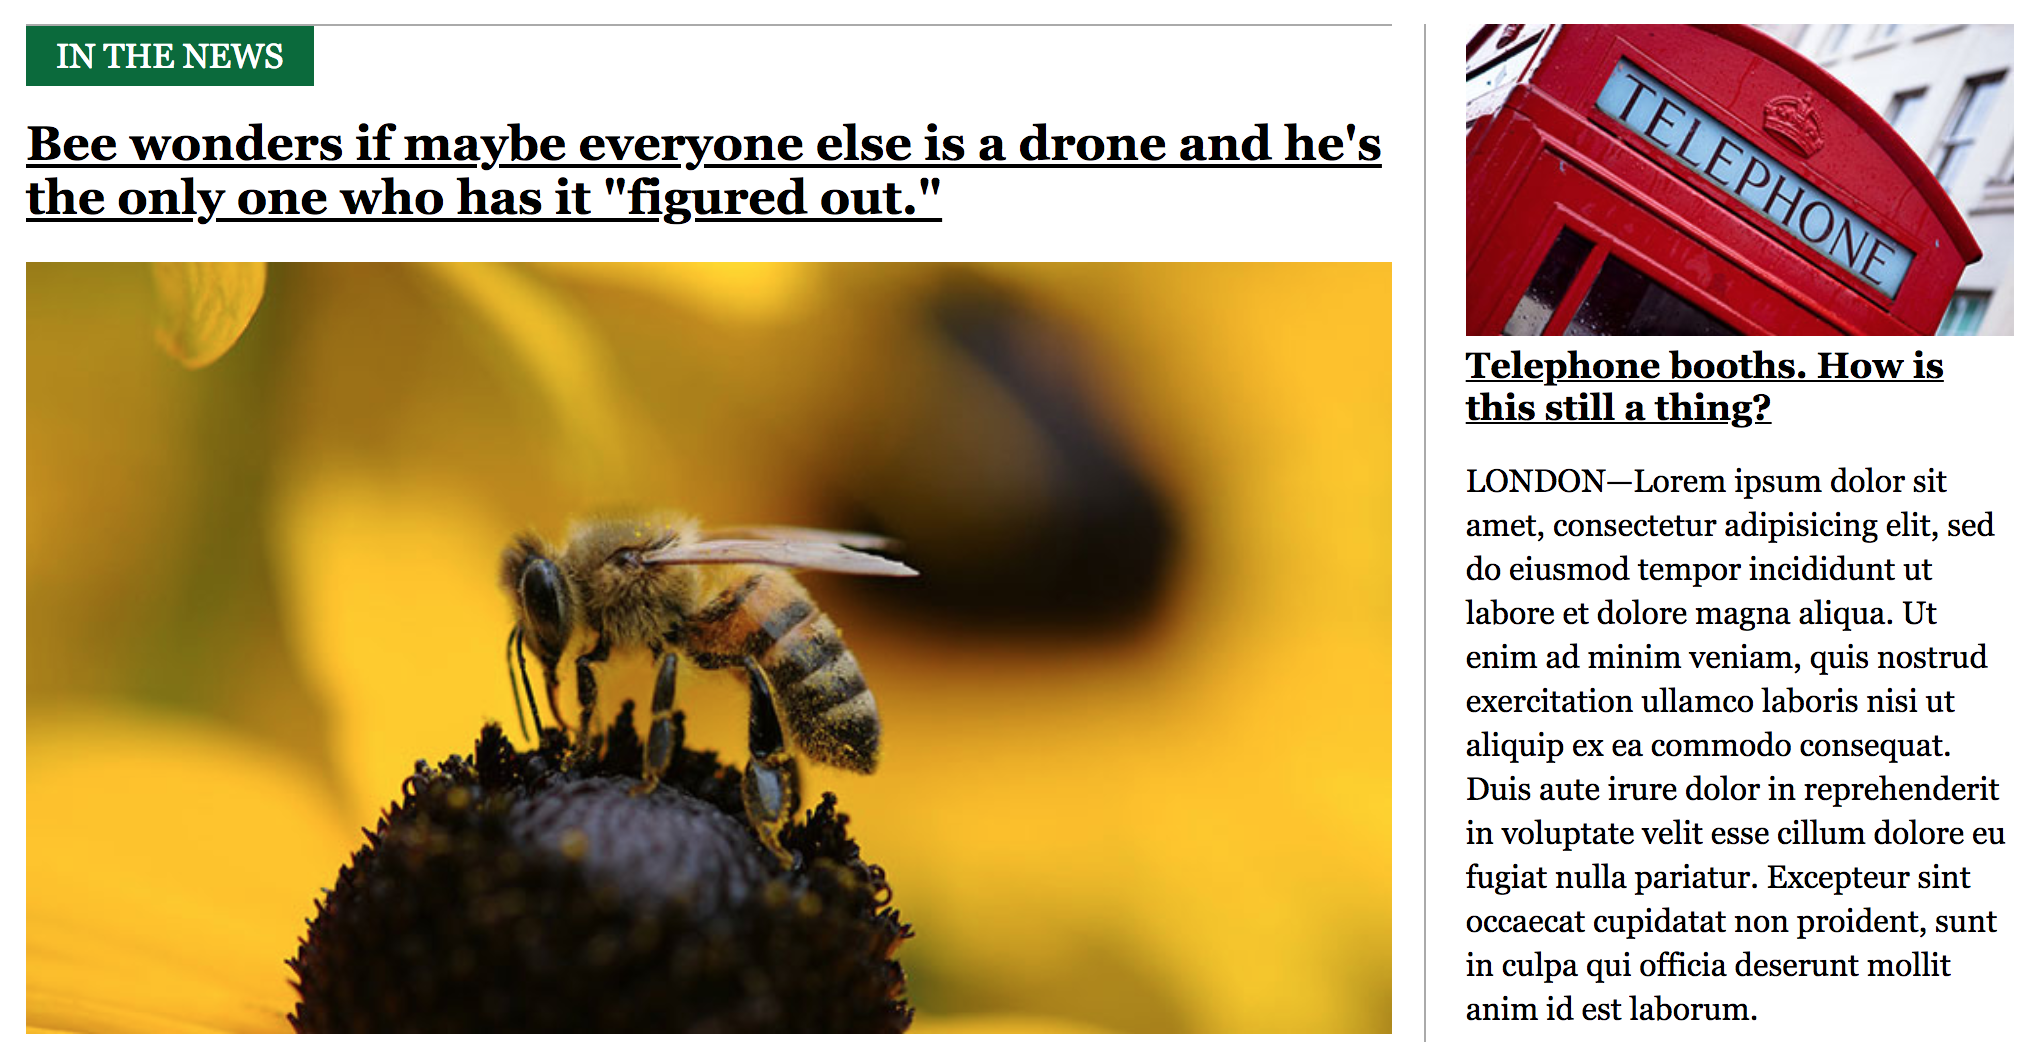 IN THE NEWS
Bee wonders if maybe everyone else is a drone and he's
the only one who has it "figured out."
TELEPHONE
Telephone booths. How is
this still a thing?
LONDON—Lorem ipsum dolor sit
amet, consectetur adipisicing elit, sed
do eiusmod tempor incididunt ut
labore et dolore magna aliqua. Ut
enim ad minim veniam, quis nostrud
exercitation ullamco laboris nisi ut
aliquip ex ea commodo consequat.
Duis aute irure dolor in reprehenderit
in voluptate velit esse cillum dolore eu
fugiat nulla pariatur. Excepteur sint
occaecat cupidatat non proident, sunt
in culpa qui officia deserunt mollit
anim id est laborum.